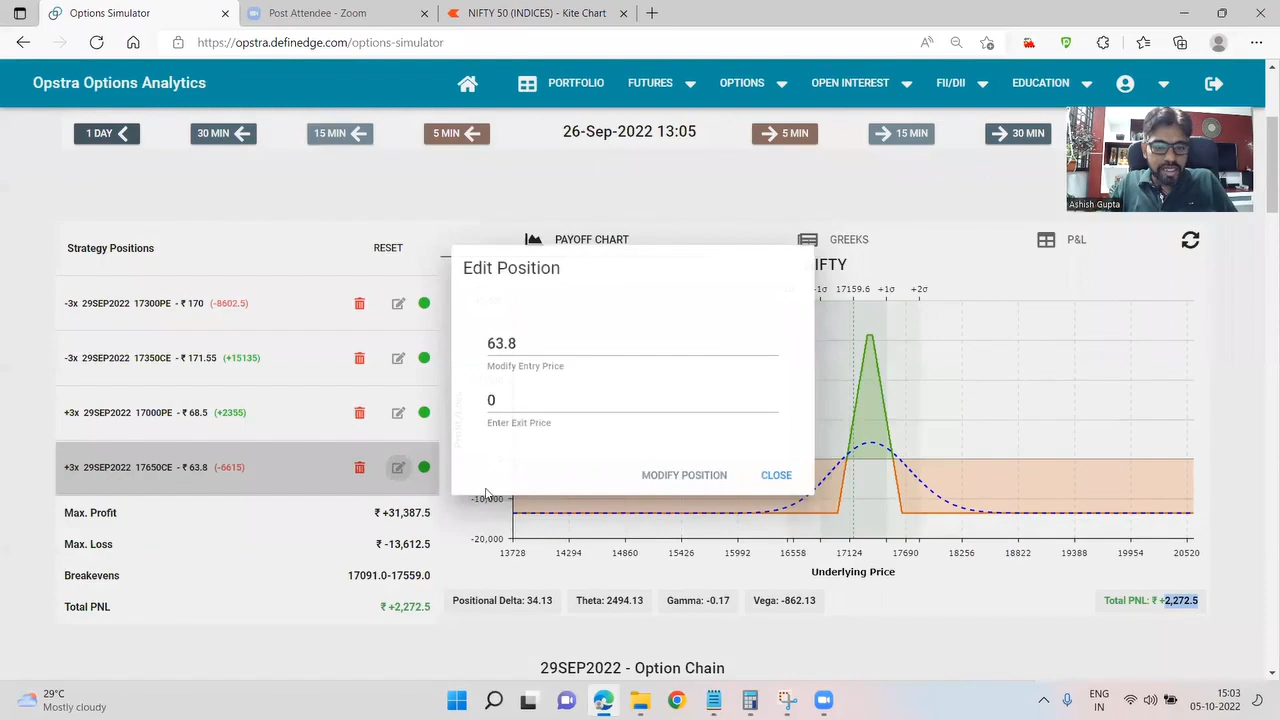 Options Simulator
Post Attendee - Zoom
NIFTY 50 (INDICES) - Kite Chart
https://opstra.definedge.com/options-simulator
Opstra Options Analytics
PORTFOLIO
FUTURES
OPTIONS
OPEN INTEREST
FII/DII
EDUCATION
1 DAY
30 MIN
15 MIN
5 MIN
26-Sep-2022 13:05
5 MIN
15 MIN
30 MIN
Ashish Gupta
Strategy Positions
RESET
PAYOFF CHART
GREEKS
P&L
-3x 29SEP2022 17300PE - ₹ 170 (-8602.5)
-3x 29SEP2022 17350CE - ₹ 171.55 (+15135)
+3x 29SEP2022 17000PE - ₹ 68.5 (+2355)
+3x 29SEP2022 17650CE - ₹ 63.8 (-6615)
Max. Profit ₹ +31,387.5
Max. Loss ₹ -13,612.5
Breakevens 17091.0-17559.0
Total PNL ₹ +2,272.5
Edit Position
63.8
Modify Entry Price
0
Enter Exit Price
MODIFY POSITION
CLOSE
IFTY
-1σ 17159.6 +1σ +2σ
-10,000
-20,000
13728 14294 14860 15426 15992 16558 17124 17690 18256 18822 19388 19954 20520
Underlying Price
Positional Delta: 34.13
Theta: 2494.13
Gamma: -0.17
Vega: -862.13
Total PNL: ₹ +2,272.5
29SEP2022 - Option Chain
29°C
Mostly cloudy
ENG
IN
15:03
05-10-2022